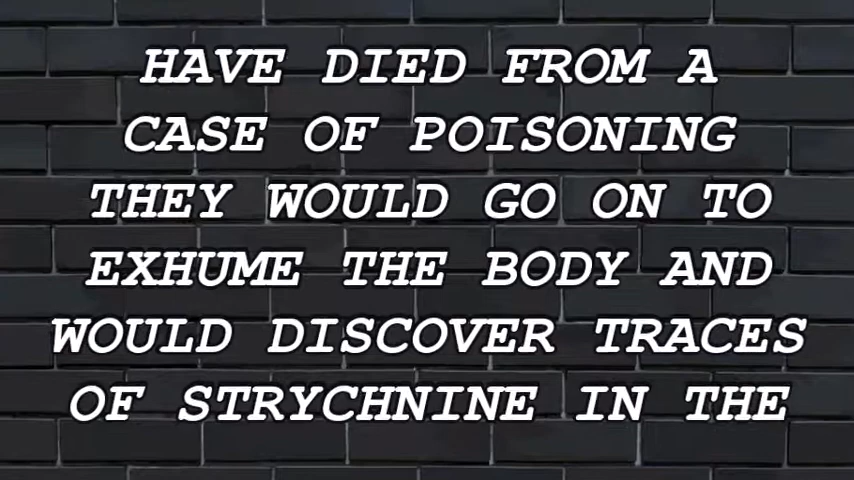 HAVE DIED FROM A
CASE OF POISONING
THEY WOULD GO ON TO
EXHUME THE BODY AND
WOULD DISCOVER TRACES
OF STRYCHNINE IN THE